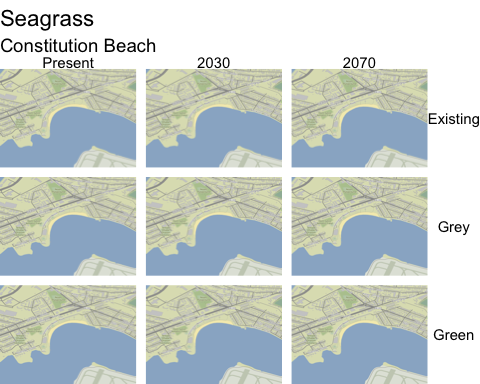 Seagrass
Constitution Beach
Present 2030 2070
Existing
Grey
Green